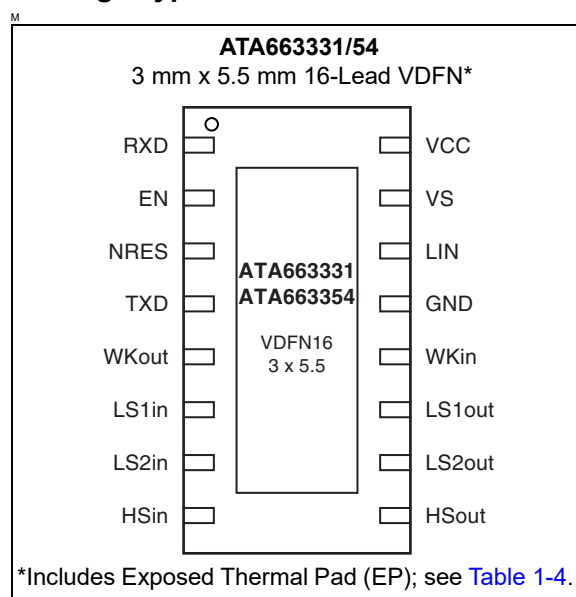 M
ATA663331/54
3 mm x 5.5 mm 16-Lead VDFN*
RXD VCC
EN VS
NRES LIN
ATA663331
TXD ATA663354 GND
VDFN16
WKout 3 x 5.5 WKin
LS1in LS1out
LS2in LS2out
HSin HSout
*Includes Exposed Thermal Pad (EP); see Table 1-4.